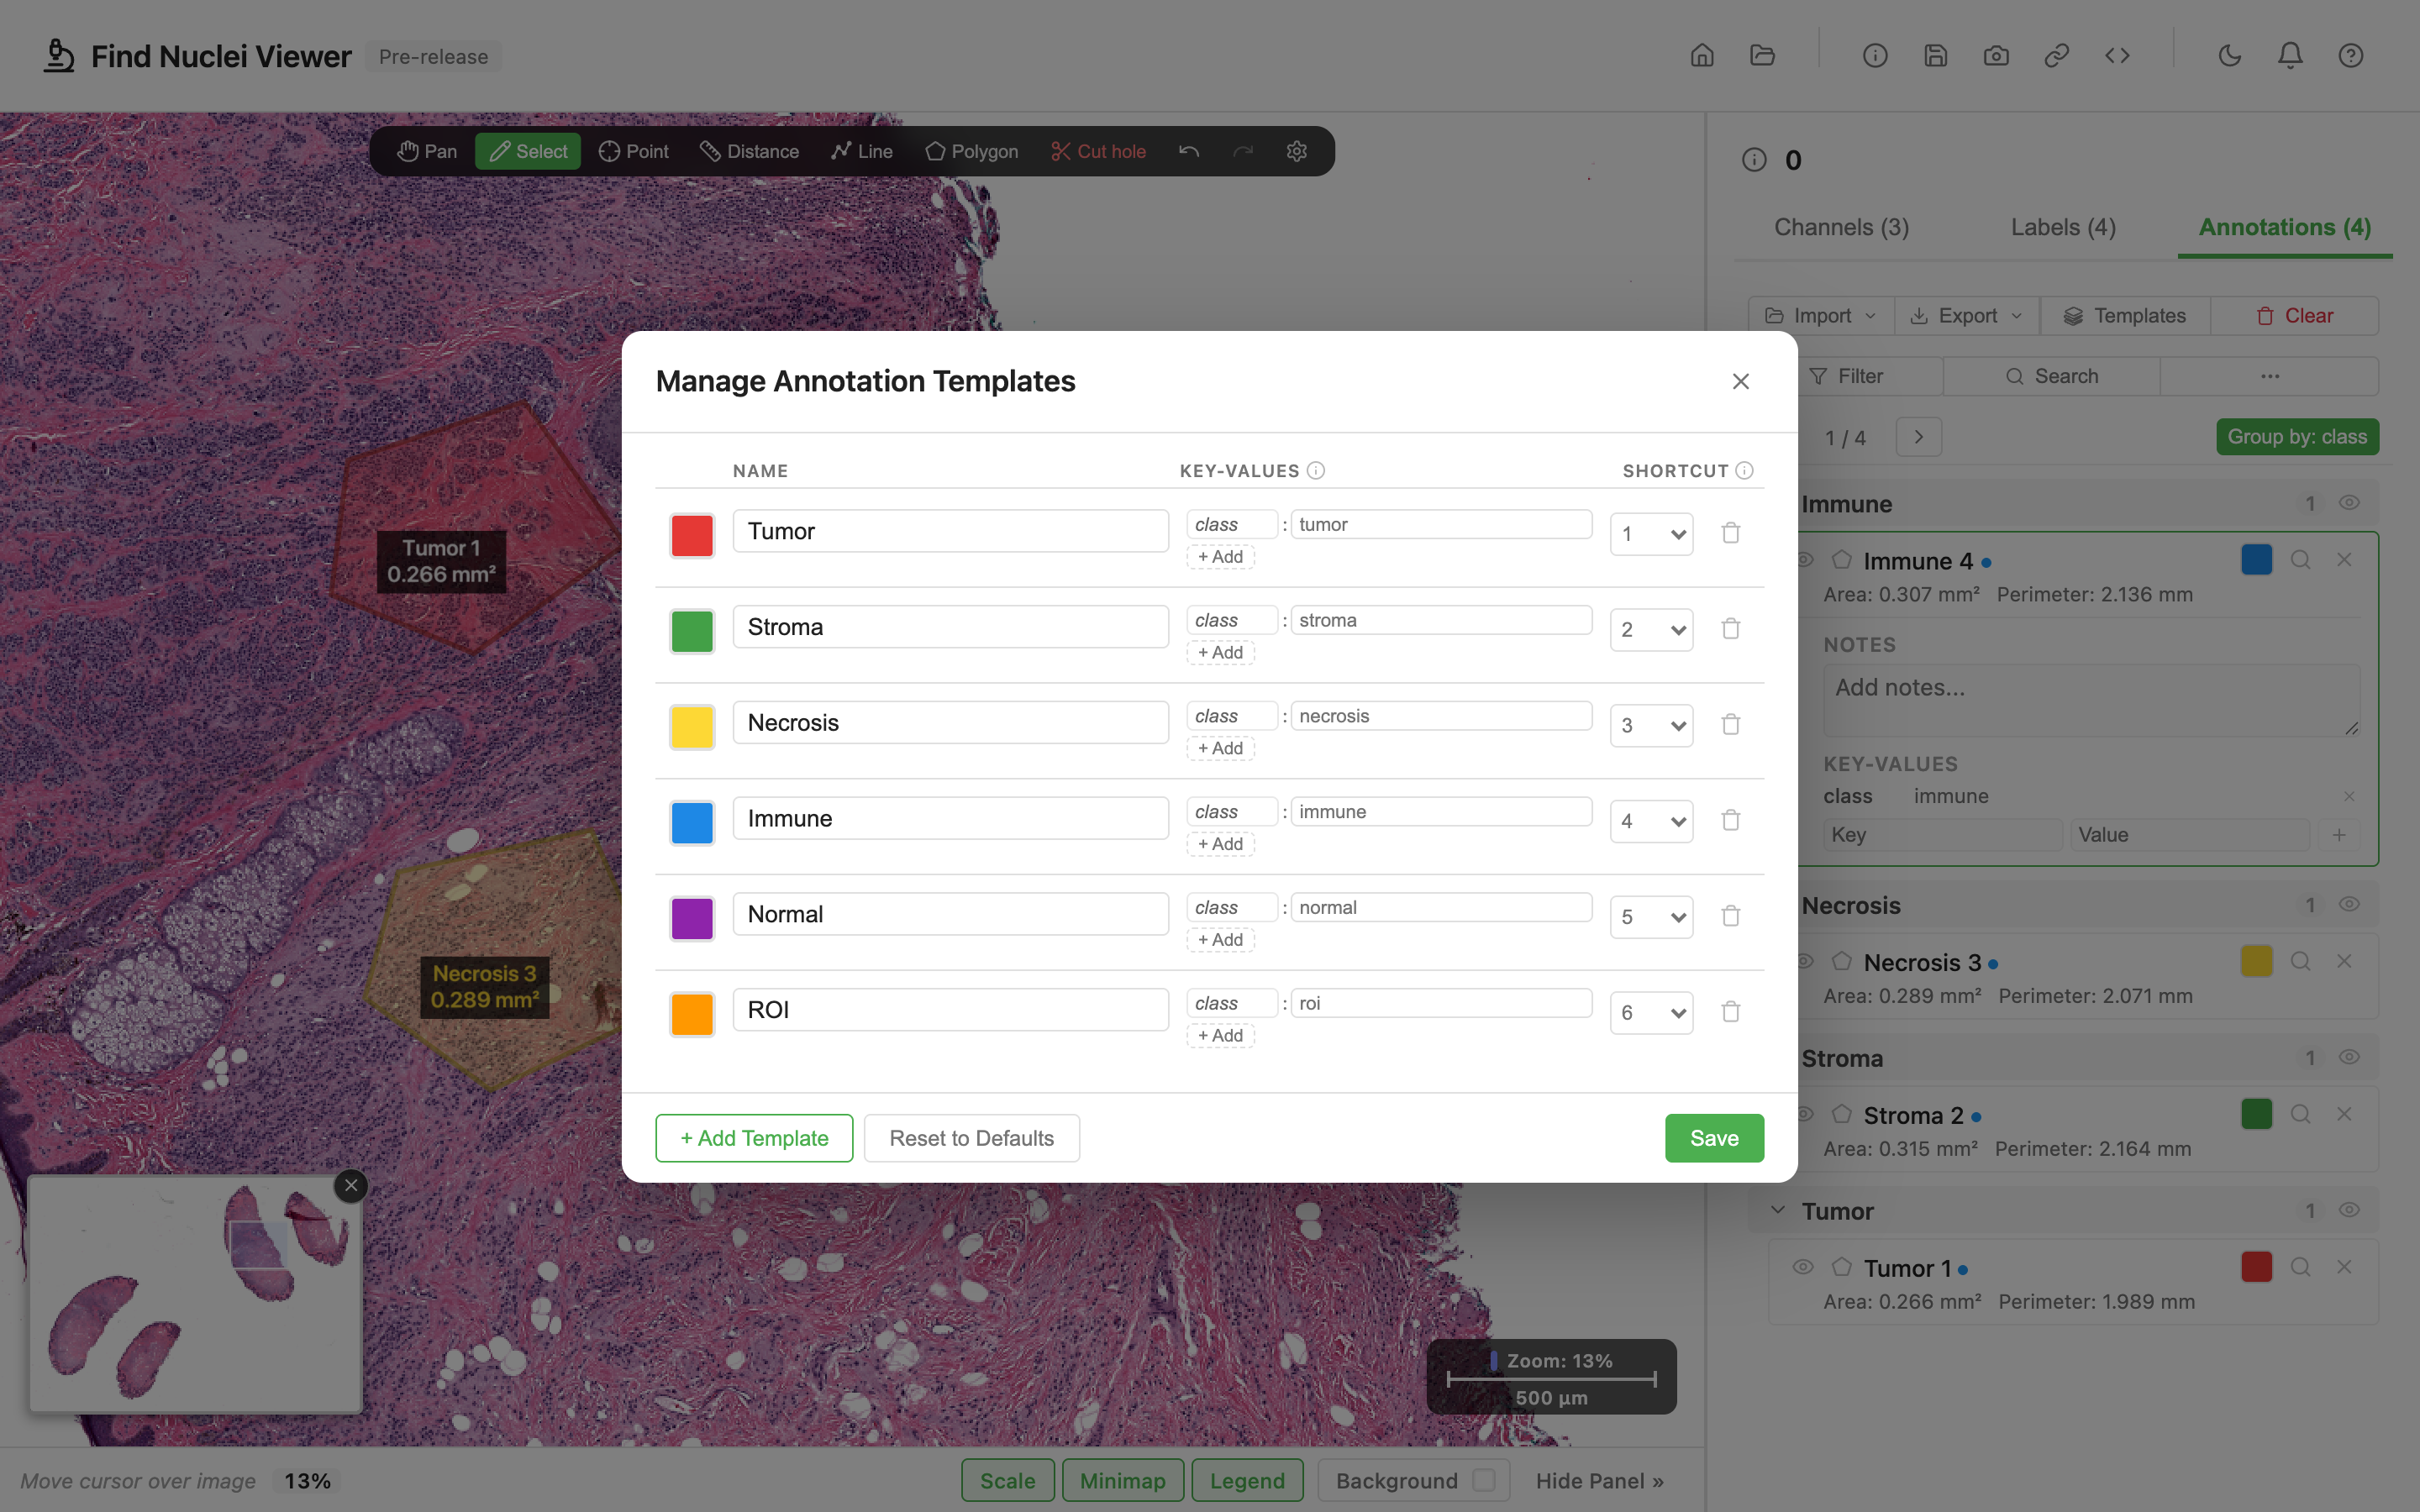 Find Nuclei Viewer Pre-release
Pan Select Point Distance Line Polygon Cut hole
0
Channels (3) Labels (4) Annotations (4)
Import Export Templates Clear
Filter Search ···
1 / 4 Group by: class
Immune 1
Immune 4
Area: 0.307 mm² Perimeter: 2.136 mm
NOTES
Add notes...
KEY-VALUES
class immune
Key Value +
Necrosis 1
Necrosis 3
Area: 0.289 mm² Perimeter: 2.071 mm
Stroma 1
Stroma 2
Area: 0.315 mm² Perimeter: 2.164 mm
Tumor 1
Tumor 1
Area: 0.266 mm² Perimeter: 1.989 mm
Tumor 1
0.266 mm²
Necrosis 3
0.289 mm²
Manage Annotation Templates
NAME KEY-VALUES SHORTCUT
Tumor class : tumor 1
+ Add
Stroma class : stroma 2
+ Add
Necrosis class : necrosis 3
+ Add
Immune class : immune 4
+ Add
Normal class : normal 5
+ Add
ROI class : roi 6
+ Add
+ Add Template Reset to Defaults Save
Zoom: 13%
500 µm
Move cursor over image 13% Scale Minimap Legend Background Hide Panel »